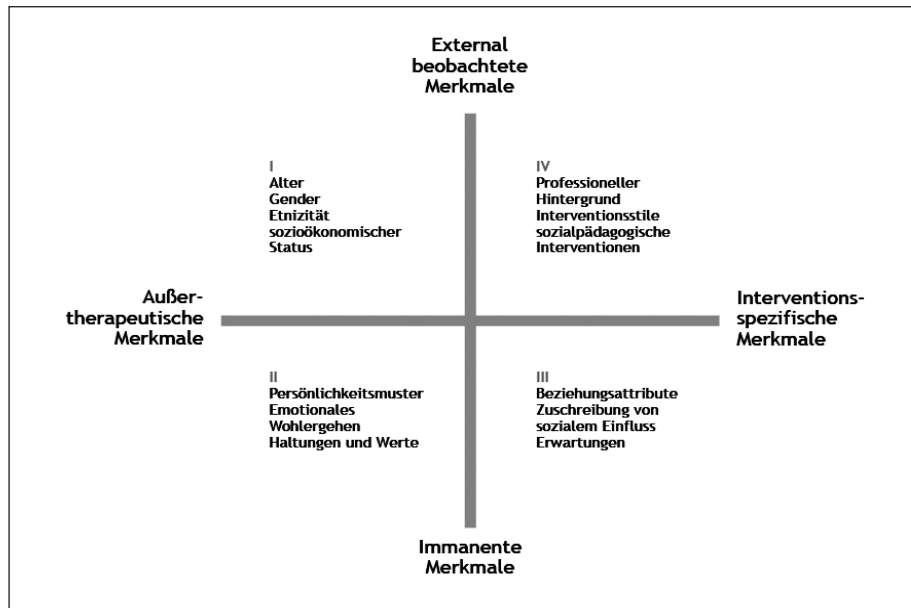 External
beobachtete
Merkmale
I
Alter
Gender
Etnizität
sozioökonomischer
Status
IV
Professioneller
Hintergrund
Interventionsstile
sozialpädagogische
Interventionen
Außer-
therapeutische
Merkmale
Interventions-
spezifische
Merkmale
II
Persönlichkeitsmuster
Emotionales
Wohlergehen
Haltungen und Werte
III
Beziehungsattribute
Zuschreibung von
sozialem Einfluss
Erwartungen
Immanente
Merkmale